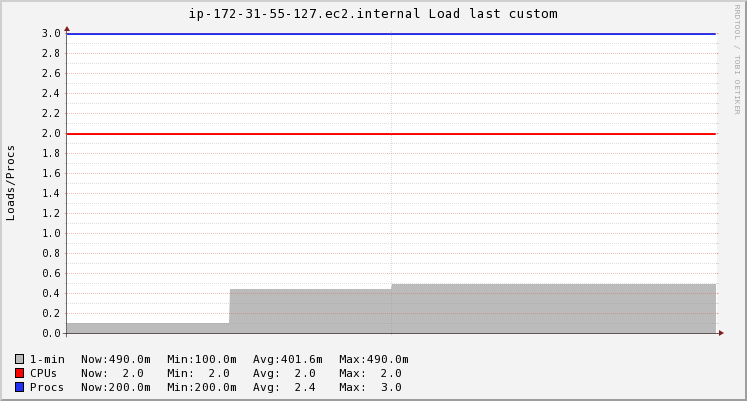 ip-172-31-55-127.ec2.internal Load last custom
RRDTOOL / TOBI OETIKER
Loads/Procs
3.0
2.8
2.6
2.4
2.2
2.0
1.8
1.6
1.4
1.2
1.0
0.8
0.6
0.4
0.2
0.0
1-min Now:490.0m Min:100.0m Avg:401.6m Max:490.0m
CPUs Now: 2.0 Min: 2.0 Avg: 2.0 Max: 2.0
Procs Now:200.0m Min:200.0m Avg: 2.4 Max: 3.0